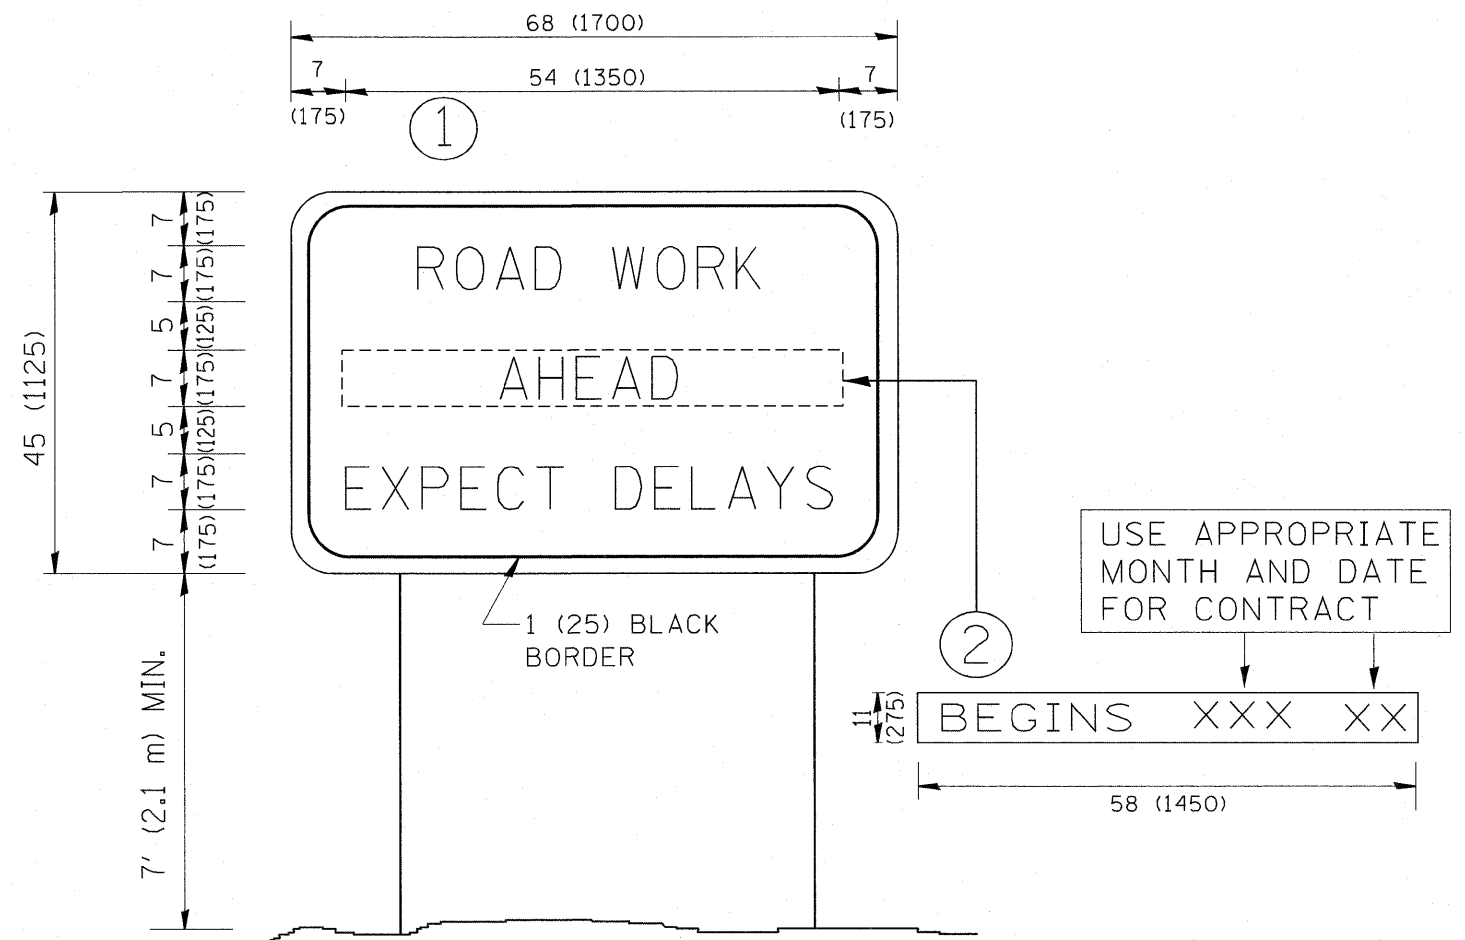 68 (1700)
7
54 (1350)
7
(175)
(175)
1
45 (1125)
7
(175)
7
(175)
5
(125)
7
(175)
5
(125)
7
(175)
7
(175)
ROAD WORK
AHEAD
EXPECT DELAYS
1 (25) BLACK
BORDER
7' (2.1 m) MIN.
2
USE APPROPRIATE
MONTH AND DATE
FOR CONTRACT
11
(275)
BEGINS XXX XX
58 (1450)